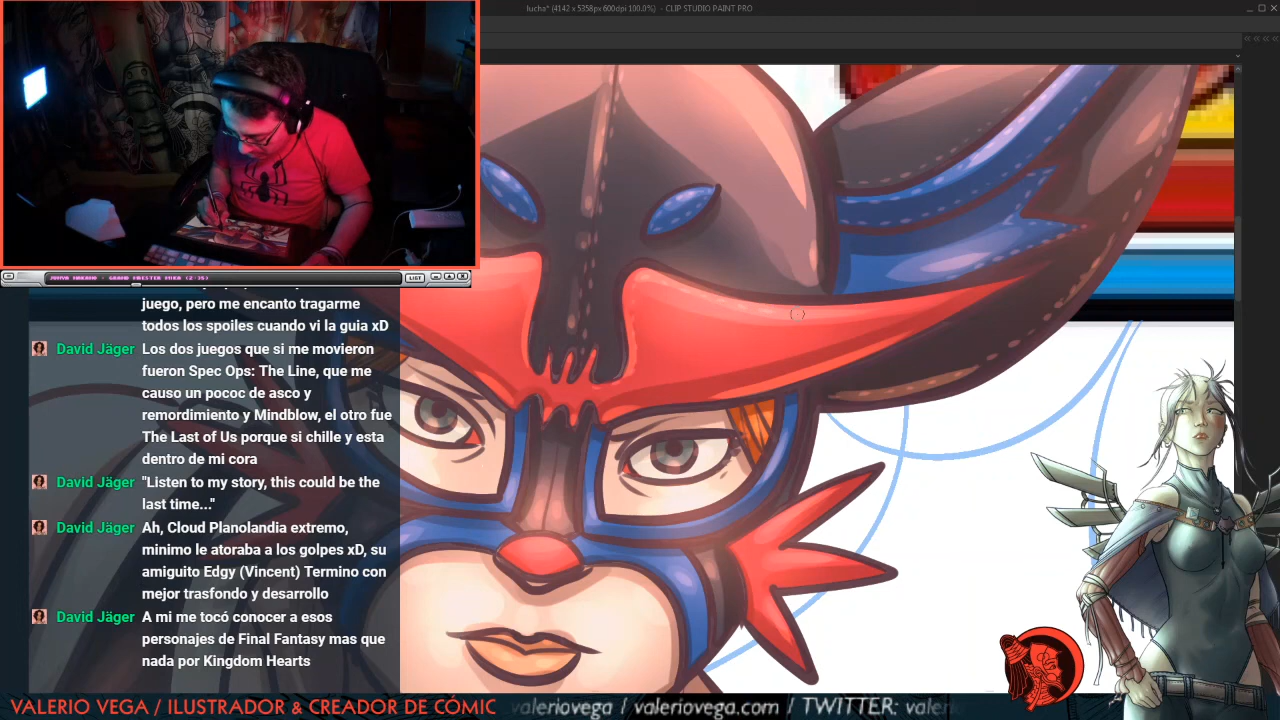 lucha* (4142 x 5358px 600dpi 100.0%) - CLIP STUDIO PAINT PRO
LIST
juego, pero me encanto tragarme
todos los spoiles cuando vi la guia xD
David Jäger Los dos juegos que si me movieron
fueron Spec Ops: The Line, que me
causo un pococ de asco y
remordimiento y Mindblow, el otro fue
The Last of Us porque si chille y esta
dentro de mi cora
David Jäger "Listen to my story, this could be the
last time..."
David Jäger Ah, Cloud Planolandia extremo,
minimo le atoraba a los golpes xD, su
amiguito Edgy (Vincent) Termino con
mejor trasfondo y desarrollo
David Jäger A mi me tocó conocer a esos
personajes de Final Fantasy mas que
nada por Kingdom Hearts
VALERIO VEGA / ILUSTRADOR & CREADOR DE CÓMIC valeriovega / valeriovega.com / TWITTER: valer